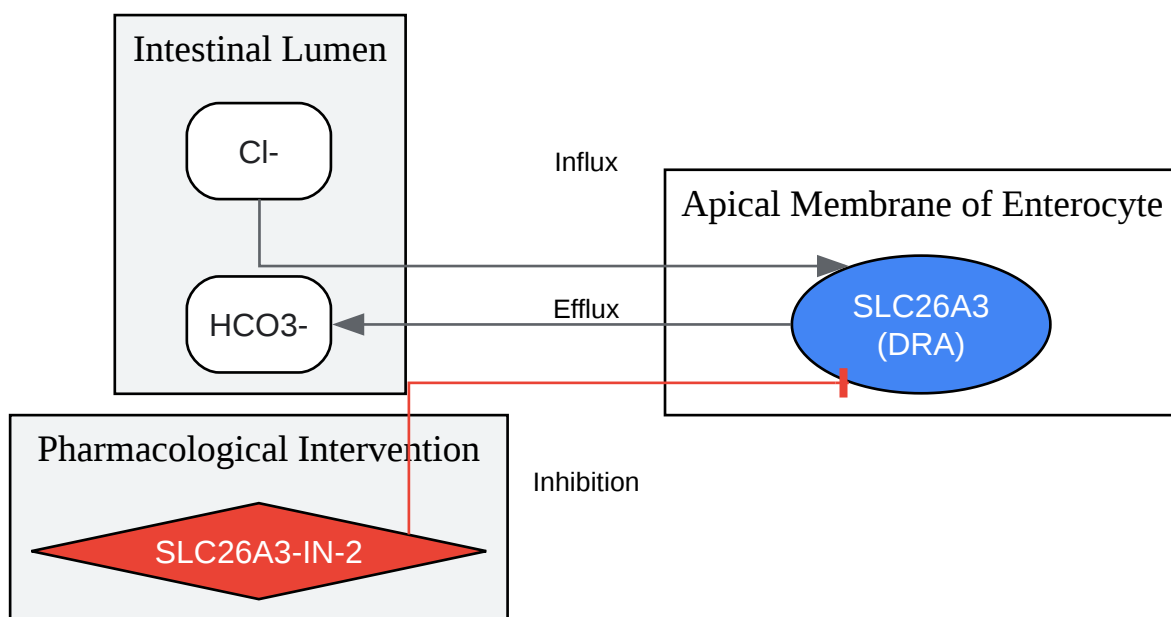 Intestinal Lumen
Cl-
Influx
Apical Membrane of Enterocyte
HCO3-
Efflux
SLC26A3
(DRA)
Pharmacological Intervention
Inhibition
SLC26A3-IN-2